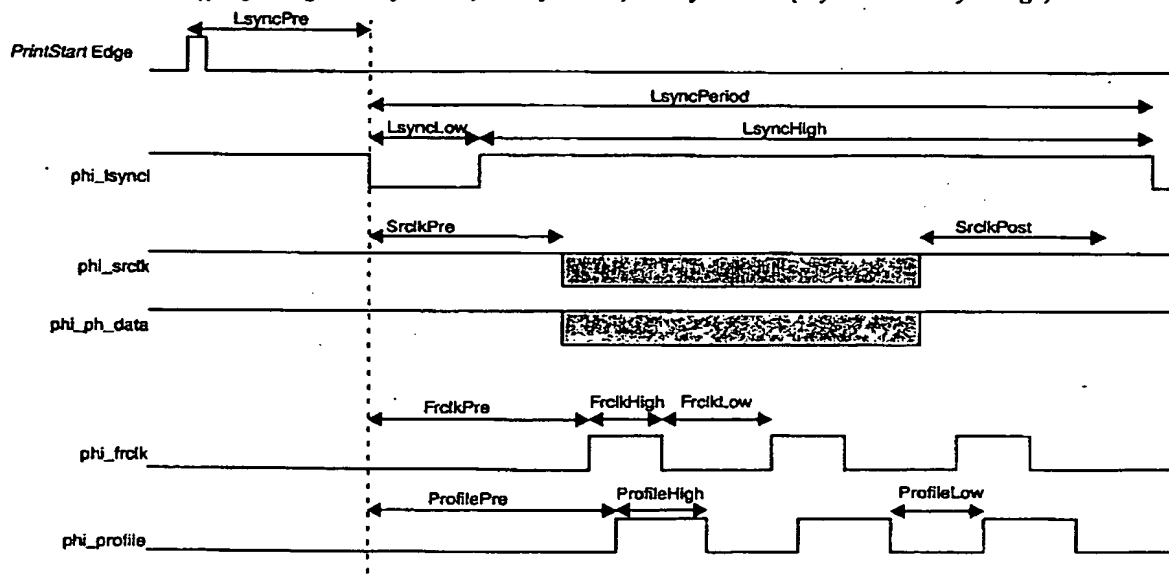 LsyncPre
PrintStart Edge
LsyncPeriod
LsyncLow LsyncHigh
phi_lsyncl
SrclkPre SrclkPost
phi_srclk
phi_ph_data
FrclkPre FrclkHigh FrclkLow
phi_frclk
ProfilePre ProfileHigh ProfileLow
phi_profile